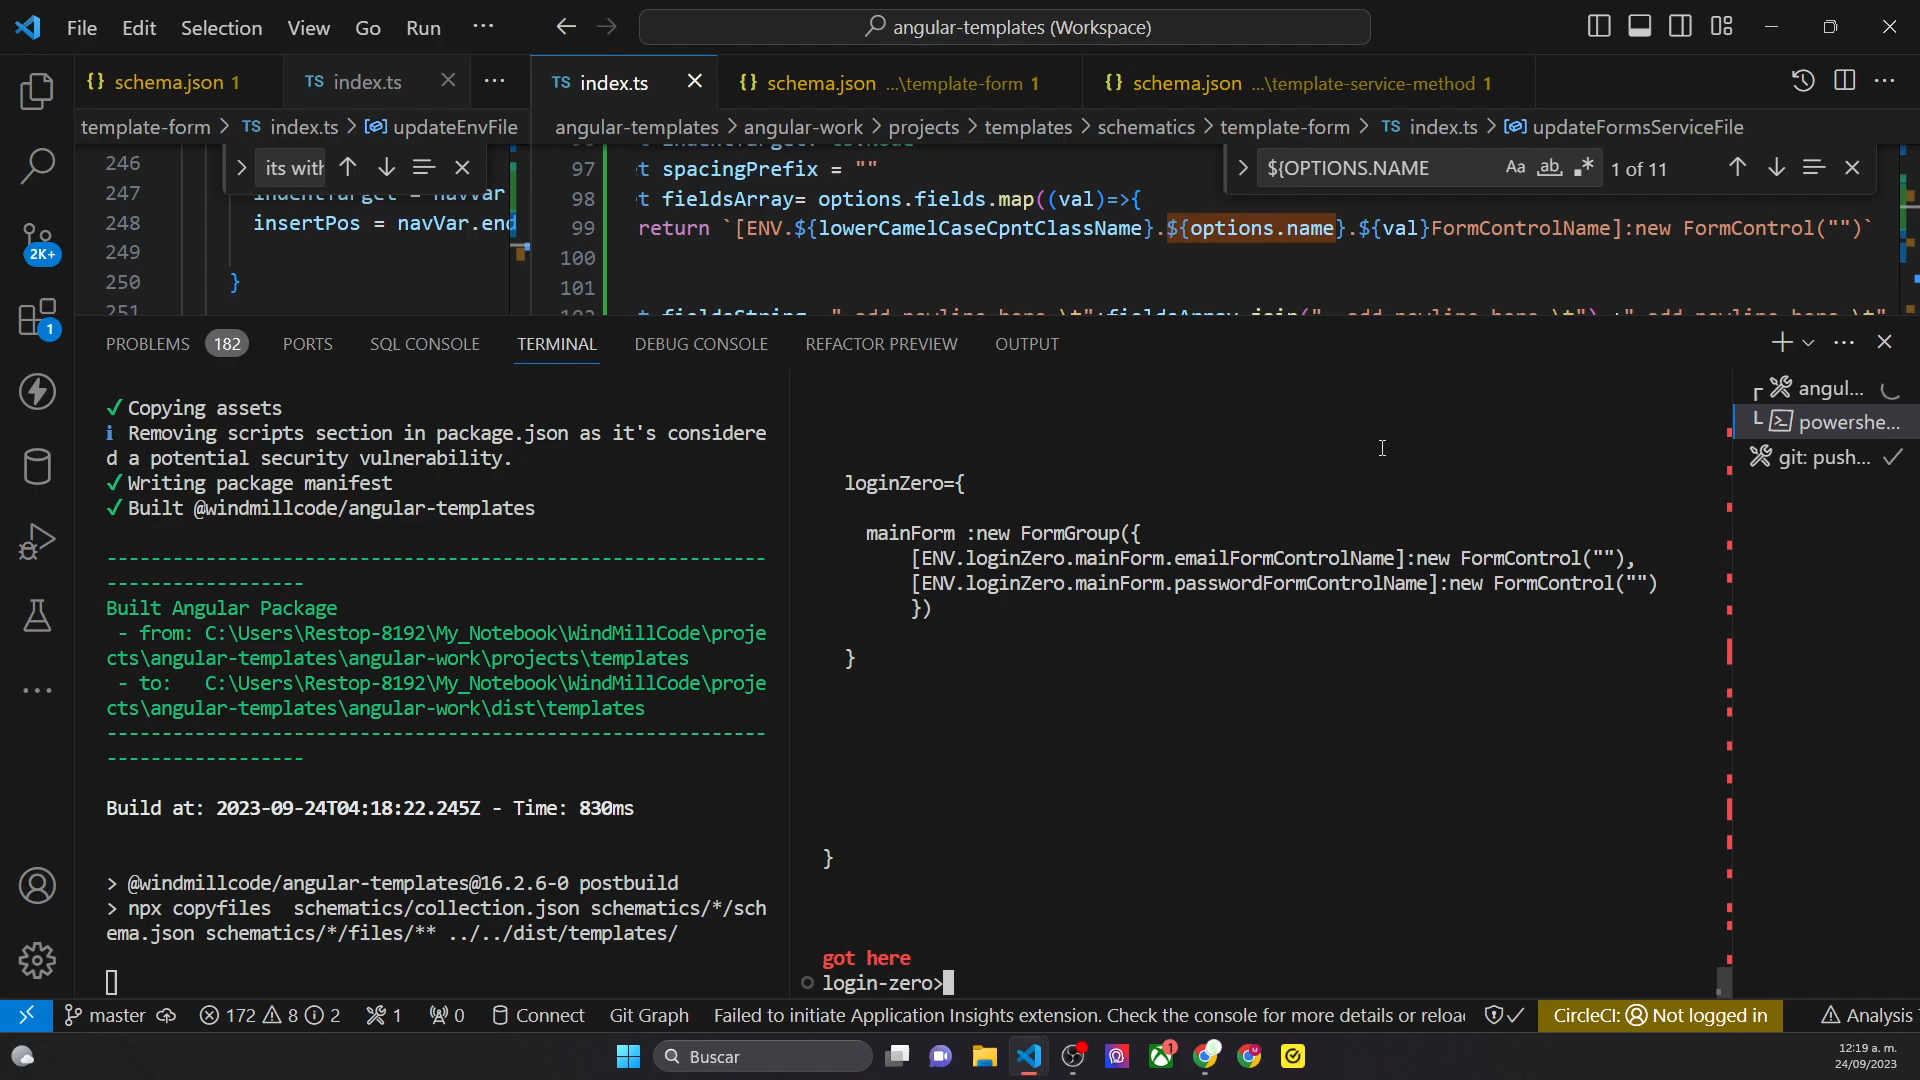 File Edit Selection View Go Run ··· angular-templates (Workspace)
{} schema.json 1 TS index.ts ···
TS index.ts {} schema.json ...\template-form 1 {} schema.json ...\template-service-method 1 ···
template-form > TS index.ts > updateEnvFile
angular-templates > angular-work > projects > templates > schematics > template-form > TS index.ts > updateFormsServiceFile
its with
${OPTIONS.NAME Aa ab .* 1 of 11
246
247
248 insertPos = navVar.end
249
250 }
251
97 t spacingPrefix = ""
98 t fieldsArray= options.fields.map((val)=>{
99 return `[ENV.${lowerCamelCaseCpntClassName}.${options.name}.${val}FormControlName]:new FormControl("")`
100
101
PROBLEMS 182 PORTS SQL CONSOLE TERMINAL DEBUG CONSOLE REFACTOR PREVIEW OUTPUT
✓ Copying assets
i Removing scripts section in package.json as it's considere
d a potential security vulnerability.
✓ Writing package manifest
✓ Built @windmillcode/angular-templates
------------------------------------------------------------
------------------
Built Angular Package
- from: C:\Users\Restop-8192\My_Notebook\WindMillCode\proje
cts\angular-templates\angular-work\projects\templates
- to: C:\Users\Restop-8192\My_Notebook\WindMillCode\proje
cts\angular-templates\angular-work\dist\templates
------------------------------------------------------------
------------------
Build at: 2023-09-24T04:18:22.245Z - Time: 830ms
> @windmillcode/angular-templates@16.2.6-0 postbuild
> npx copyfiles schematics/collection.json schematics/*/sch
ema.json schematics/*/files/** ../../dist/templates/
loginZero={
mainForm :new FormGroup({
[ENV.loginZero.mainForm.emailFormControlName]:new FormControl(""),
[ENV.loginZero.mainForm.passwordFormControlName]:new FormControl("")
})
}
}
got here
login-zero>
angul...
powershe...
git: push...
2K+
1
master 172 8 2 1 0 Connect Git Graph Failed to initiate Application Insights extension. Check the console for more details or reloa CircleCI: Not logged in Analysis
Buscar
1
12:19 a. m.
24/09/2023